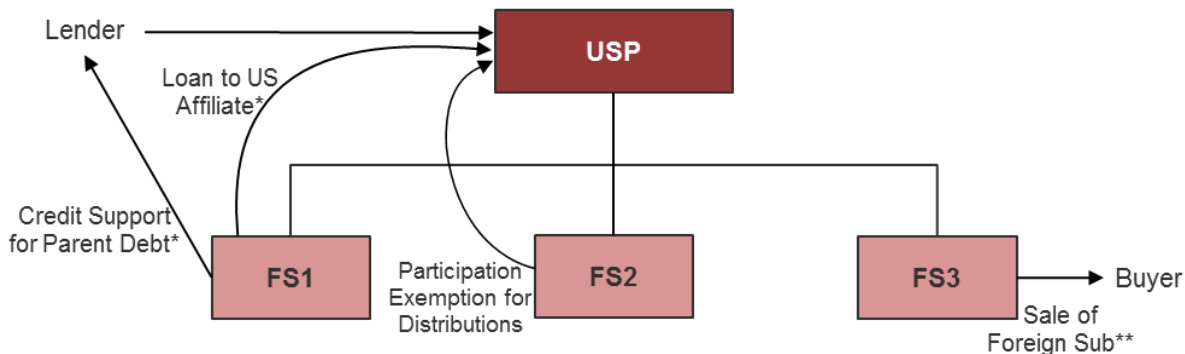 Lender
USP
Loan to US
Affiliate*
Credit Support
for Parent Debt*
FS1
Participation
Exemption for
Distributions
FS2
FS3
Buyer
Sale of
Foreign Sub**